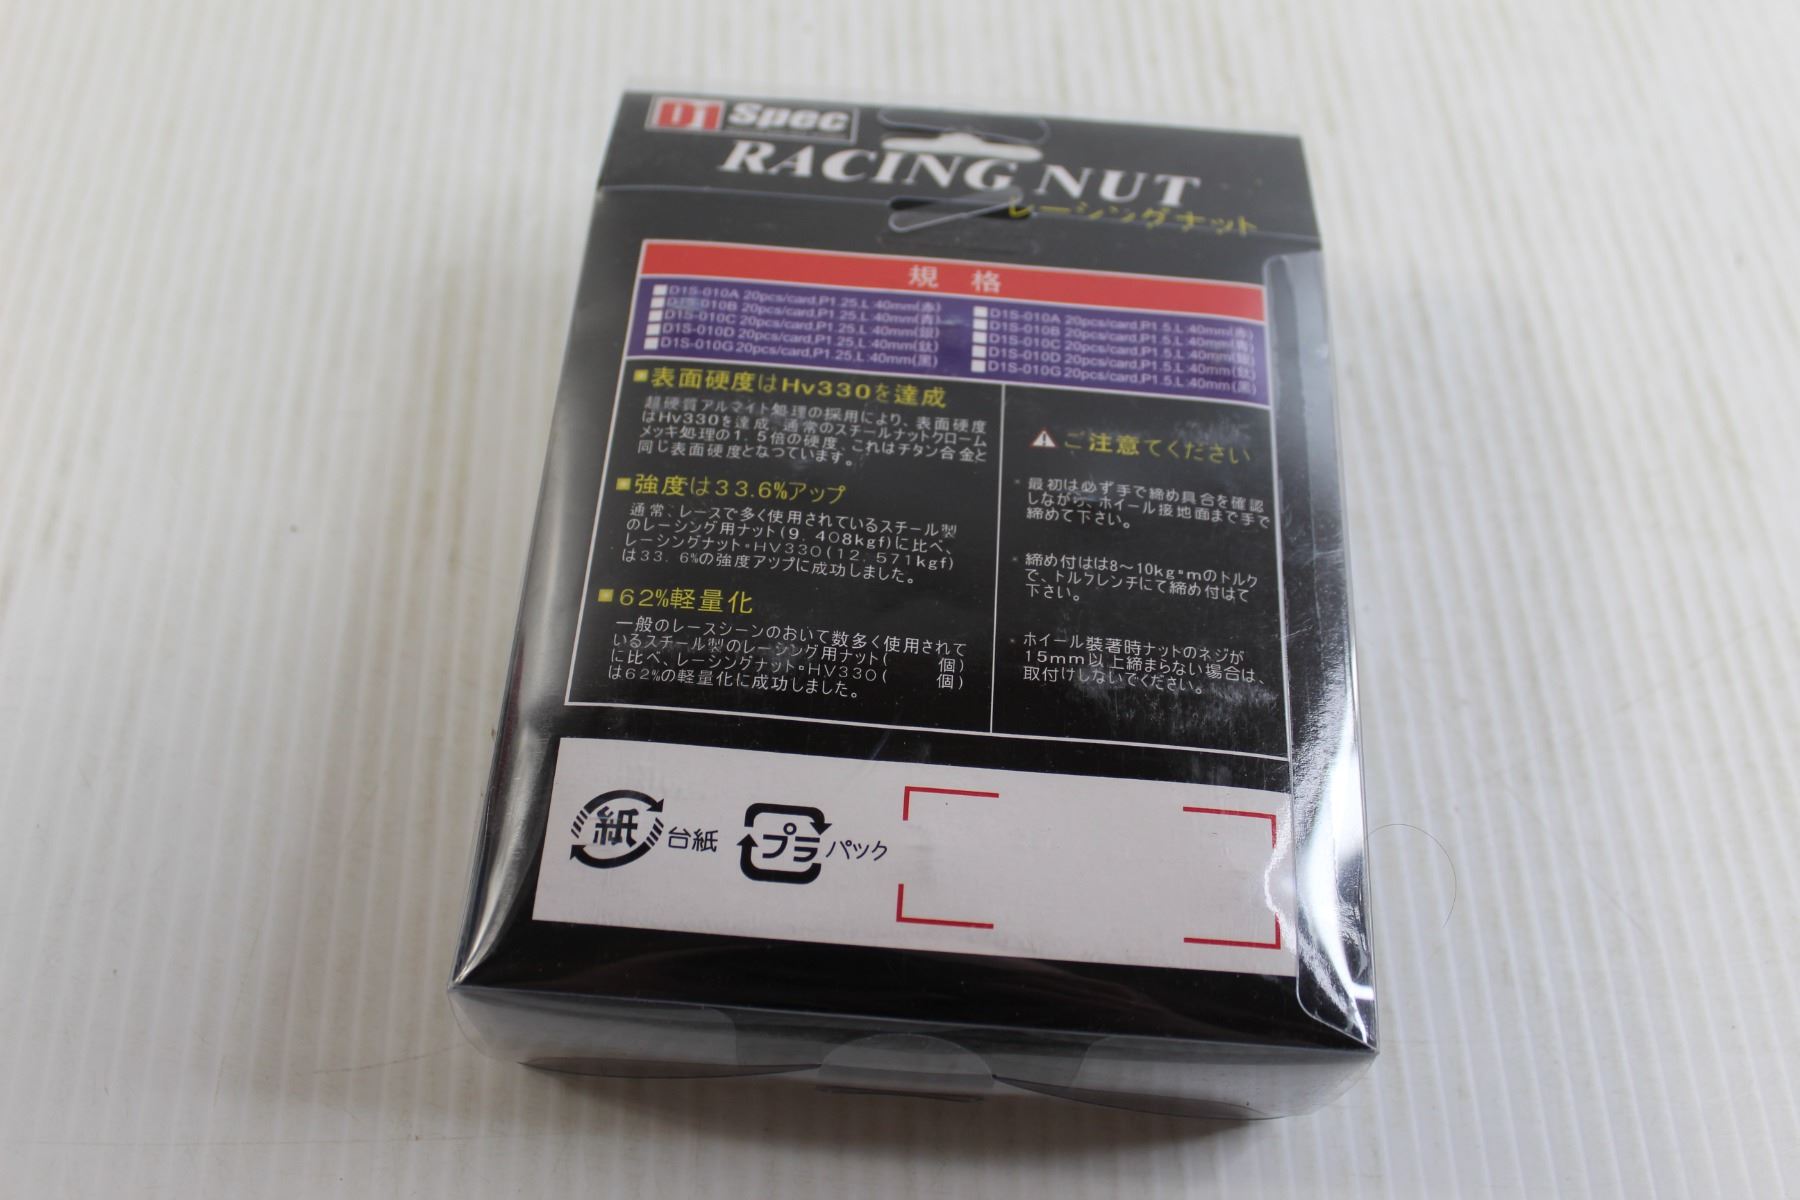 D1 Spec
RACING NUT
レーシングナット
規 格
D1S-010A 20pcs/card,P1.25,L:40mm(赤)
D1S-010B 20pcs/card,P1.25,L:40mm(青)
D1S-010C 20pcs/card,P1.25,L:40mm(銀)
D1S-010D 20pcs/card,P1.25,L:40mm(鈦)
D1S-010G 20pcs/card,P1.25,L:40mm(黑)
D1S-010A 20pcs/card,P1.5,L:40mm(赤)
D1S-010B 20pcs/card,P1.5,L:40mm(青)
D1S-010C 20pcs/card,P1.5,L:40mm(銀)
D1S-010D 20pcs/card,P1.5,L:40mm(鈦)
D1S-010G 20pcs/card,P1.5,L:40mm(黑)
表面硬度はHv330を達成
超硬質アルマイト処理の採用により、表面硬度
はHv330を達成、通常のスチールナットクローム
メッキ処理の1.5倍の硬度、これはチタン合金と
同じ表面硬度となつています。
強度は33.6%アップ
通常、レースで多く使用されているスチール製
のレーシング用ナット(9.408kgf)に比べ、
レーシングナット・HV330(12.571kgf)
は33.6%の強度アップに成功しました。
62%軽量化
一般のレースシーンのおいて数多く使用されて
いるスチール製のレーシング用ナット( 個)
に比べ、レーシングナット・HV330( 個)
は62%の軽量化に成功しました。
ご注意てください
最初は必ず手で締め具合を確認
しながら、ホイール接地面まで手で
締めて下さい。
締め付はは8～10kg・mのトルク
で、トルフレンチにて締め付はて
下さい。
ホイール裝著時ナットのネジが
15mm以上締まらない場合は、
取付けしないでください。
紙 台紙
プラ パック